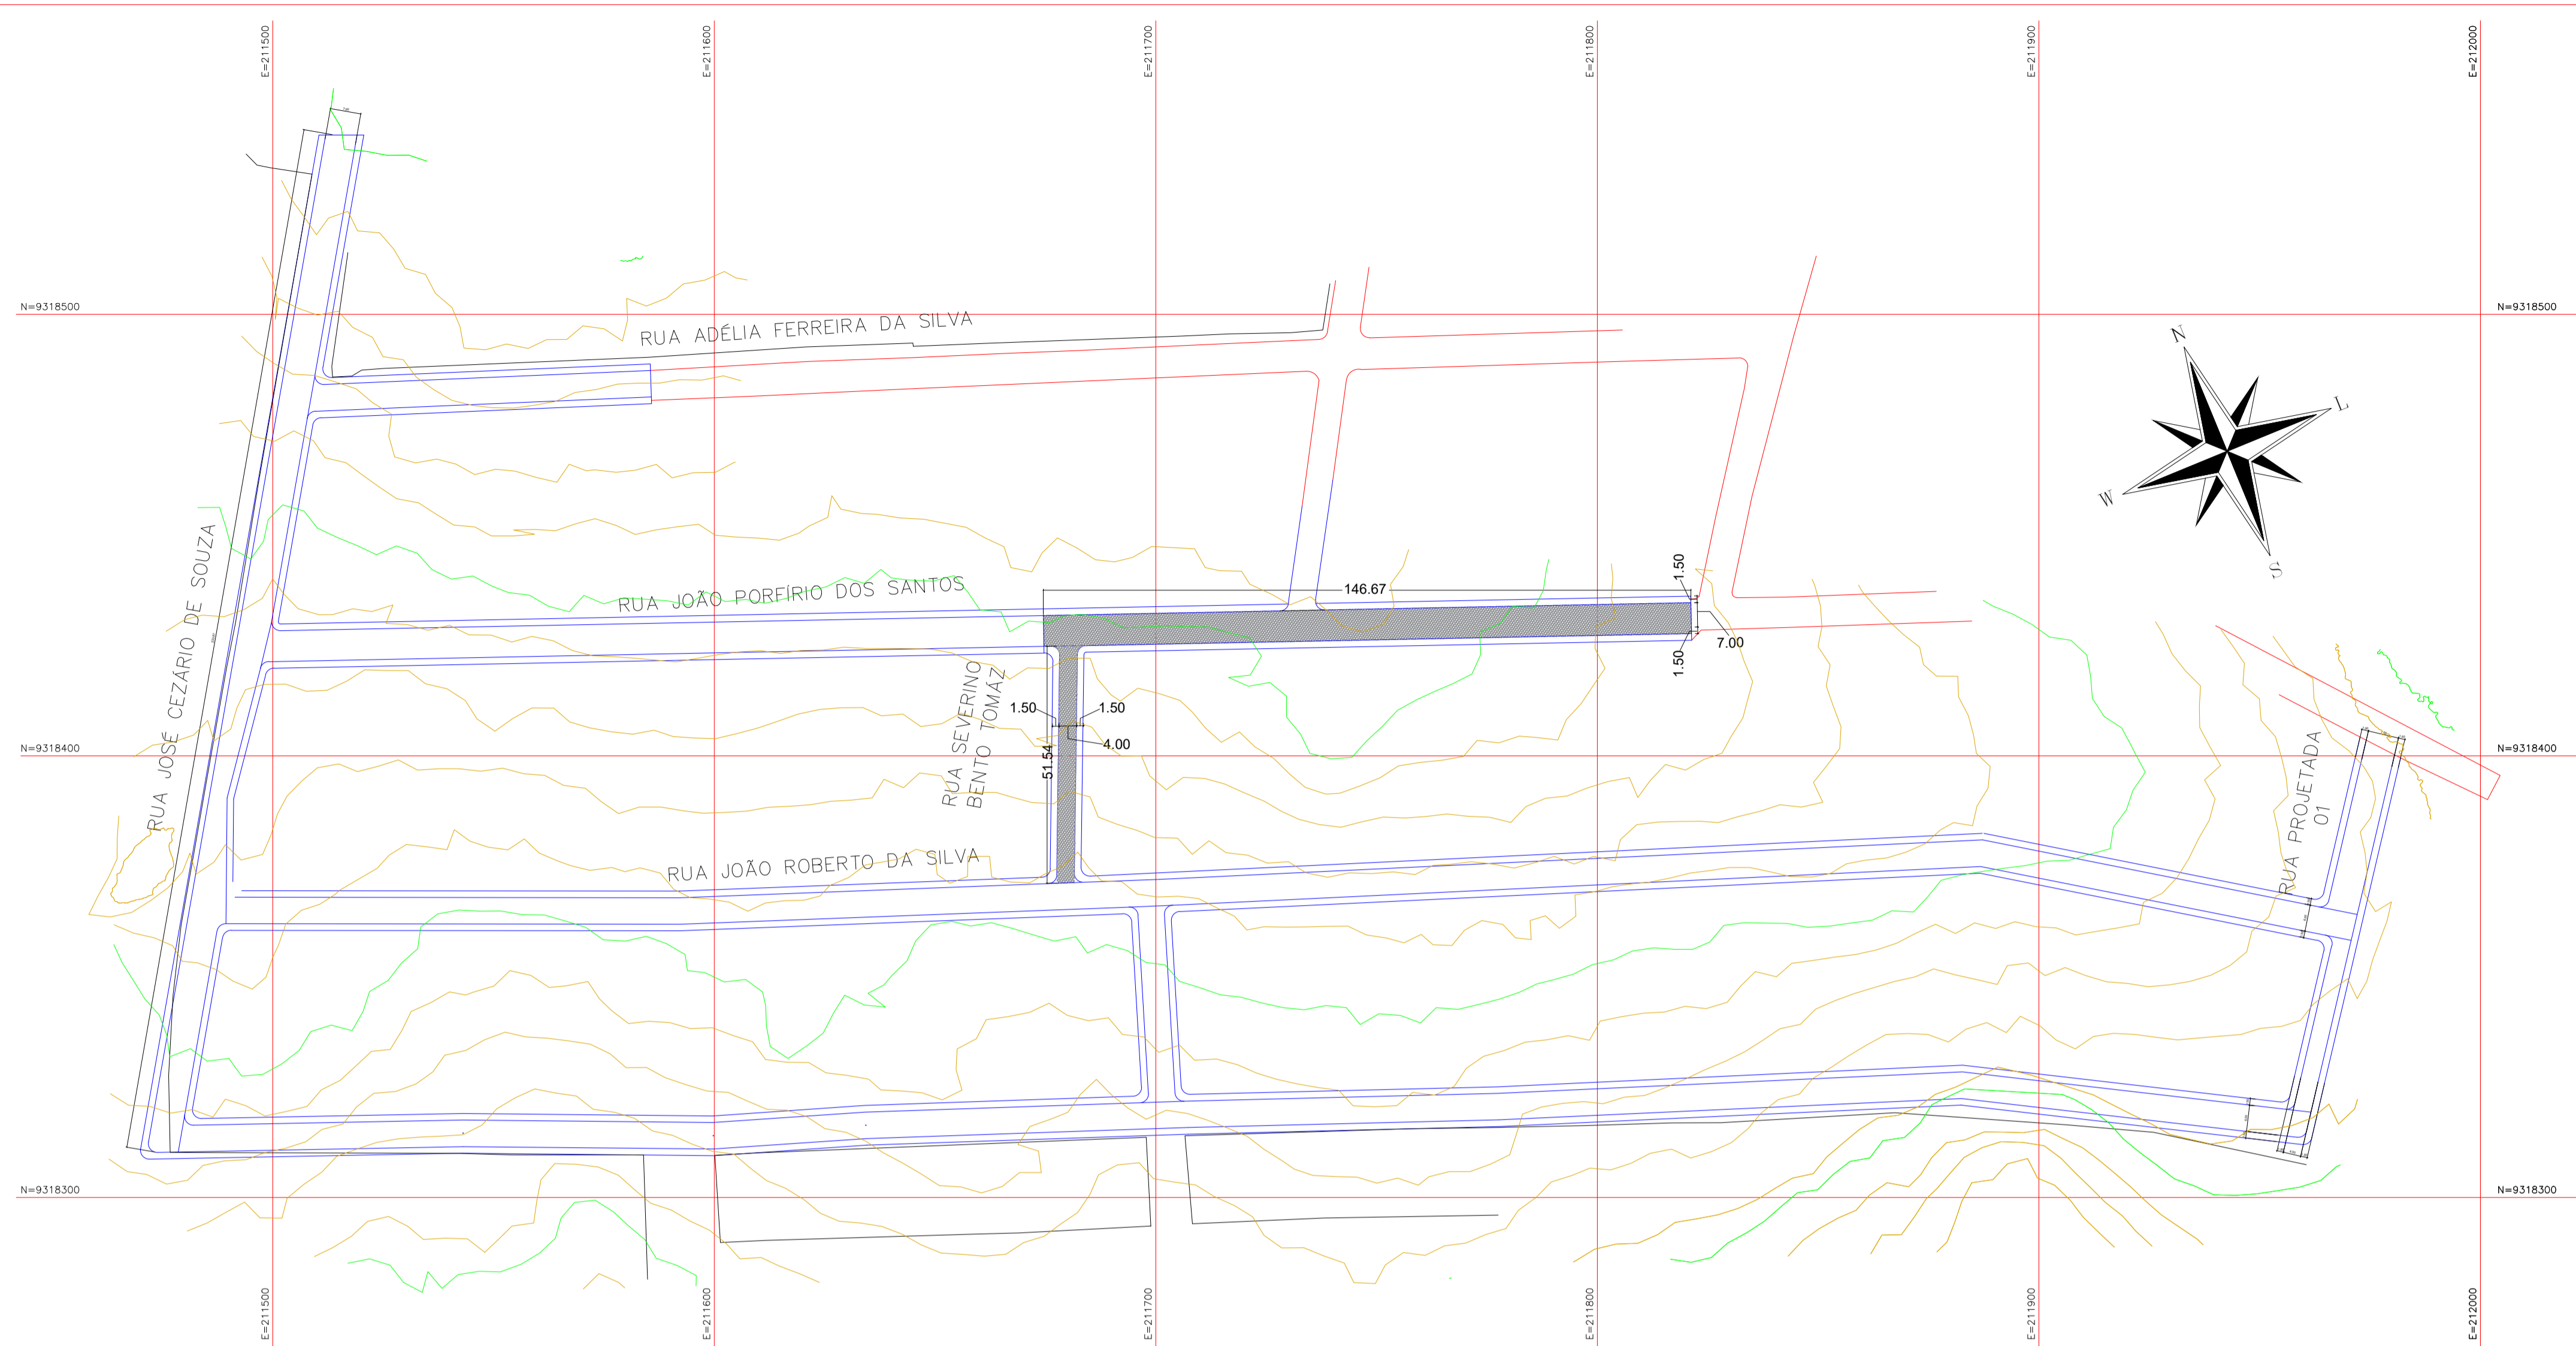 E=211500
E=211600
E=211700
E=211800
E=211900
E=212000
N=9318500
N=9318500
RUA ADÉLIA FERREIRA DA SILVA
N
L
W
S
RUA JOSÉ CEZÁRIO DE SOUZA
RUA JOÃO PORFÍRIO DOS SANTOS
146.67
1.50
7.00
1.50
RUA SEVERINO
BENTO TOMÁZ
1.50
1.50
4.00
51.54
N=9318400
N=9318400
RUA PROJETADA
01
RUA JOÃO ROBERTO DA SILVA
N=9318300
N=9318300
E=211500
E=211600
E=211700
E=211800
E=211900
E=212000